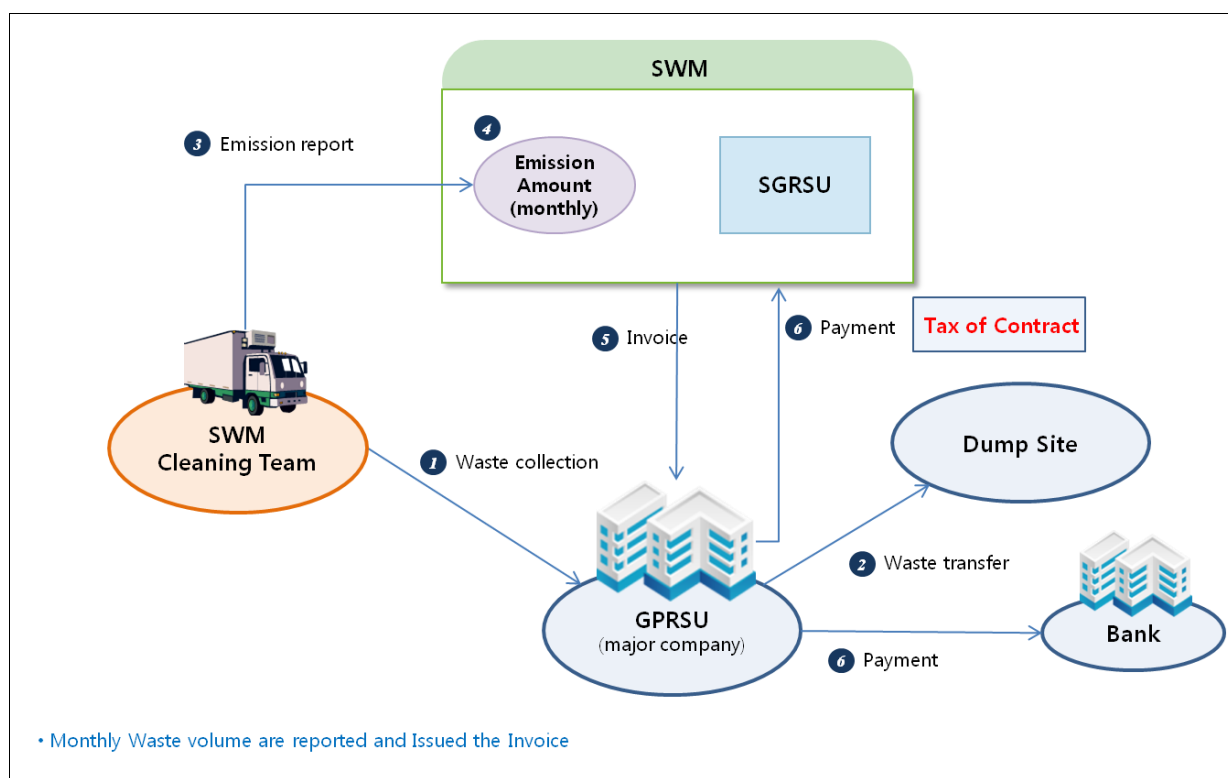 SWM
3 Emission report
4
Emission
Amount
(monthly)
SGRSU
5 Invoice
6 Payment
Tax of Contract
SWM
Cleaning Team
1 Waste collection
Dump Site
2 Waste transfer
GPRSU
(major company)
Bank
6 Payment
• Monthly Waste volume are reported and Issued the Invoice